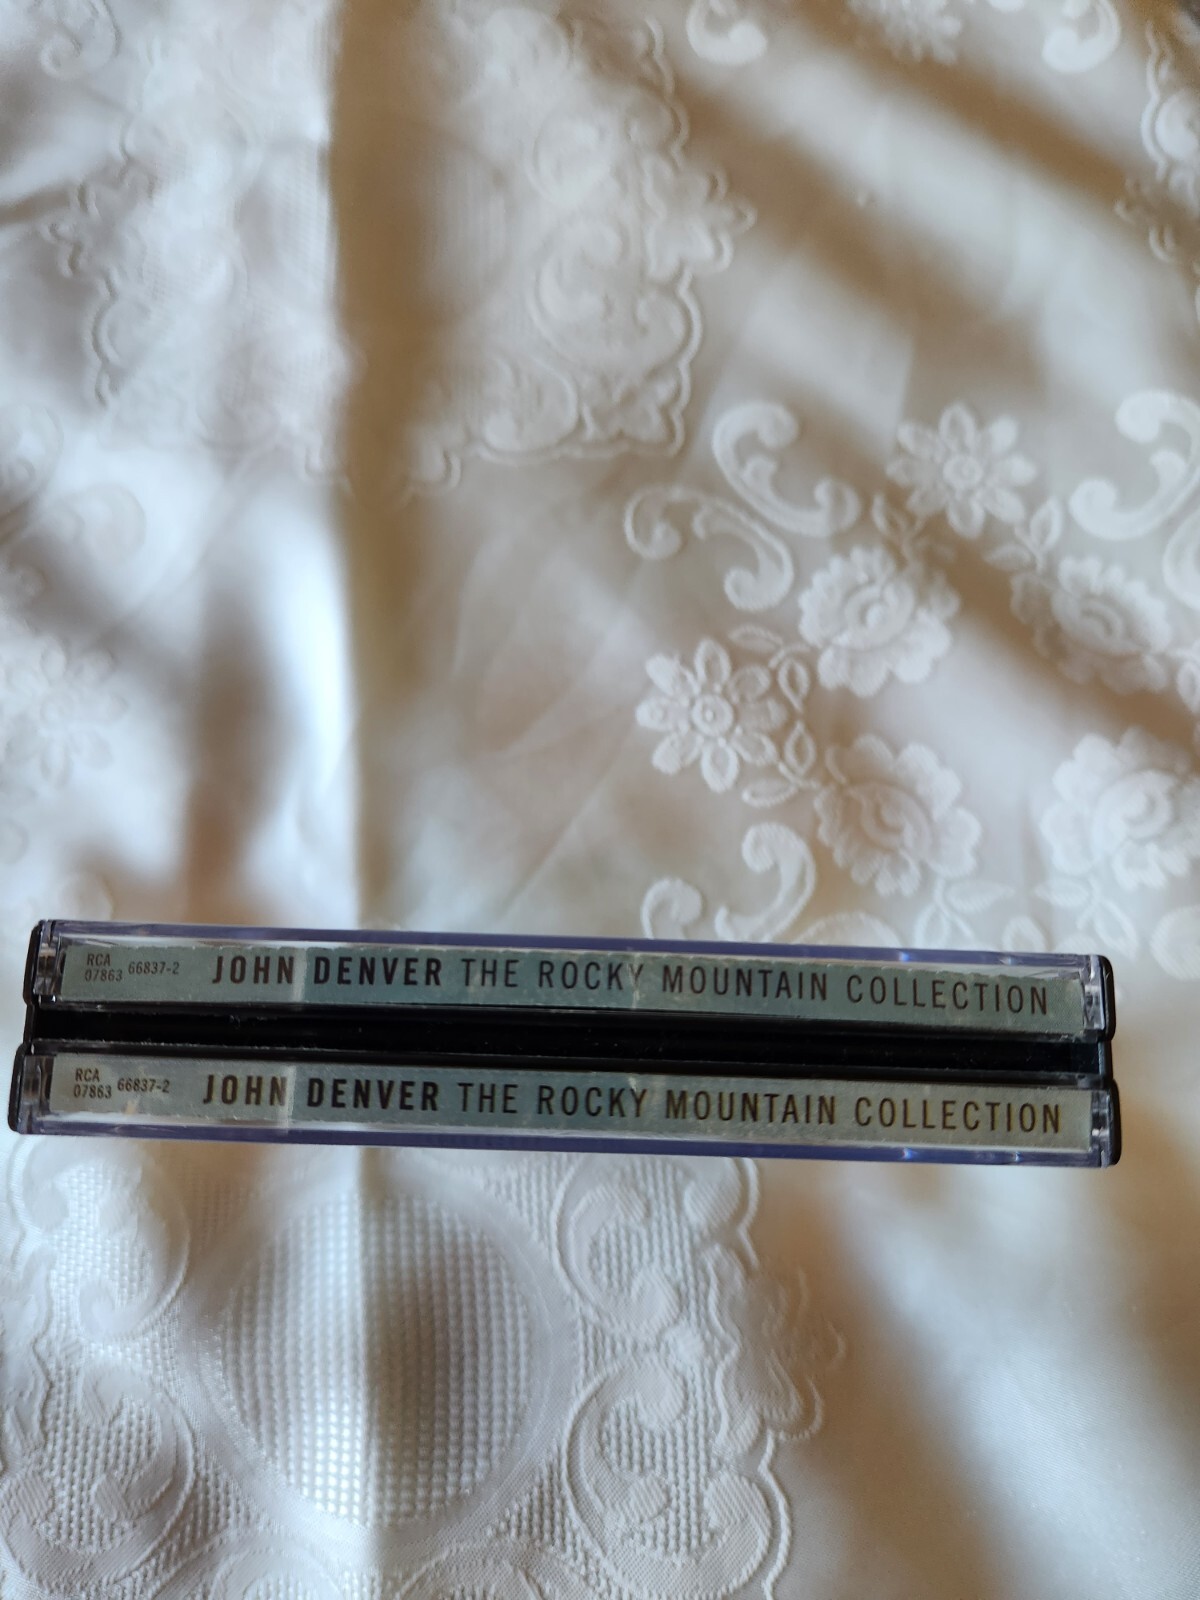 RCA
07863 66837-2 JOHN DENVER THE ROCKY MOUNTAIN COLLECTION
RCA
07863 66837-2 JOHN DENVER THE ROCKY MOUNTAIN COLLECTION